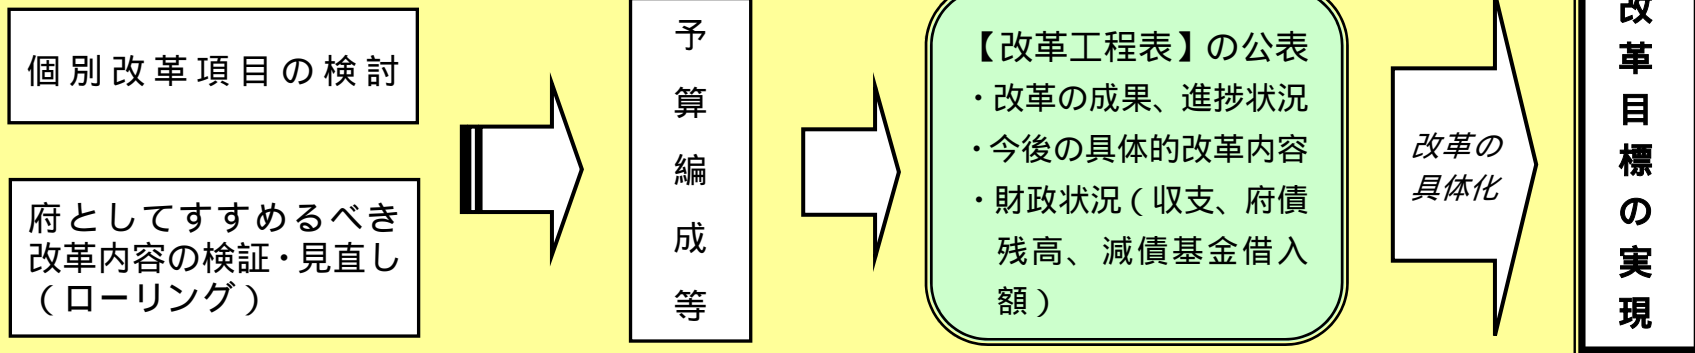 個別改革項目の検討
府としてすすめるべき
改革内容の検証・見直し
（ローリング）
予算編成等
【改革工程表】の公表
・改革の成果、進捗状況
・今後の具体的改革内容
・財政状況（収支、府債
残高、減債基金借入
額）
改革の
具体化
改革目標の実現